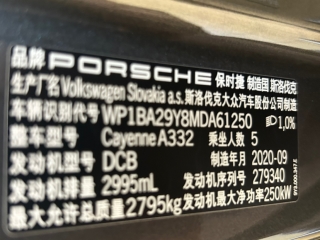 品牌 PORSCHE 保时捷 制造国 斯洛伐克
生产厂名 Volkswagen Slovakia a.s. 斯洛伐克大众汽车股份公司制造
车辆识别代号 WP1BA29Y8MDA61250 1,0%
整车型号 Cayenne A332 乘坐人数 5
发动机型号 DCB 制造年月 2020-09
发动机排量 2995mL 发动机序列号 279340
最大允许总质量 2795kg 发动机最大净功率 250kW